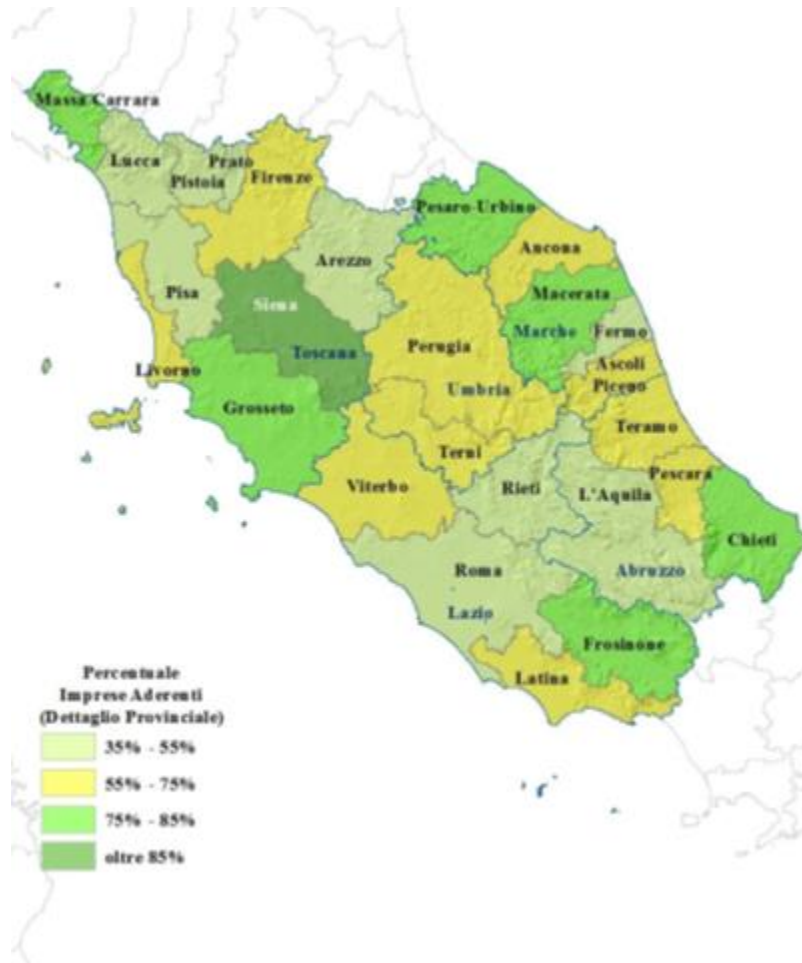 Massa-Carrara
Lucca
Prato
Pistoia
Firenze
Pesaro-Urbino
Ancona
Arezzo
Pisa
Siena
Macerata
Marche
Fermo
Toscana
Perugia
Livorno
Ascoli
Piceno
Umbria
Grosseto
Teramo
Terni
Pescara
Viterbo
Rieti
L'Aquila
Chieti
Roma
Abruzzo
Lazio
Frosinone
Latina
Percentuale
Imprese Aderenti
(Dettaglio Provinciale)
35% - 55%
55% - 75%
75% - 85%
oltre 85%